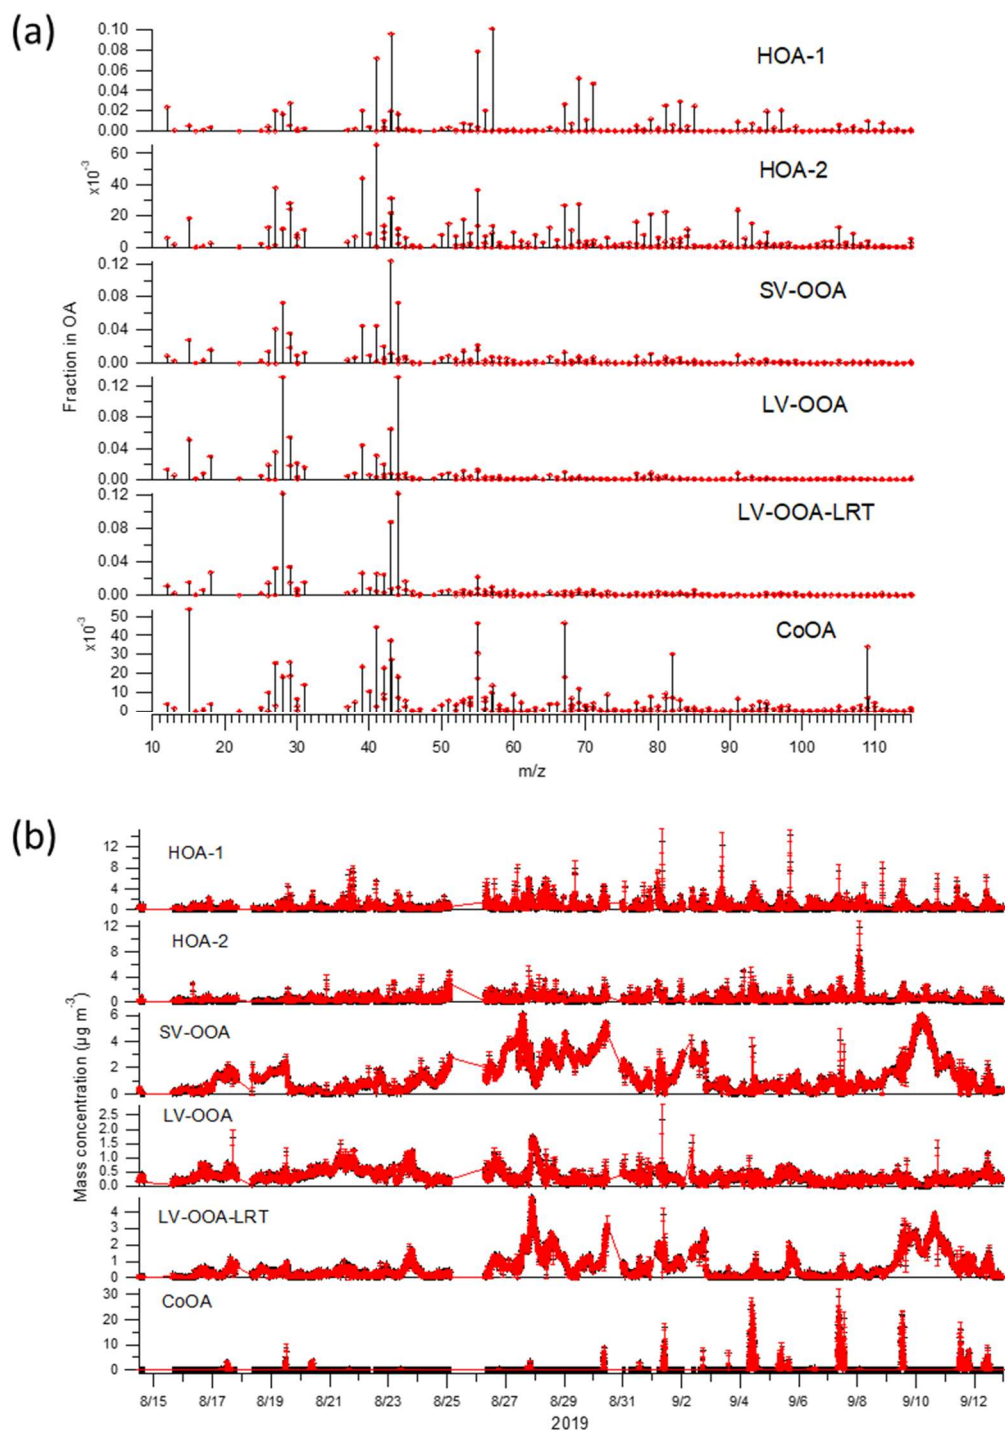 (a)
HOA-1
0.10
0.08
0.06
0.04
0.02
0.00
HOA-2
x10-3
60
40
20
0
SV-OOA
0.12
0.08
0.04
0.00
Fraction in OA
LV-OOA
0.12
0.08
0.04
0.00
LV-OOA-LRT
0.12
0.08
0.04
0.00
CoOA
x10-3
50
40
30
20
10
0
10 20 30 40 50 60 70 80 90 100 110
m/z
(b)
HOA-1
12
8
4
0
HOA-2
12
8
4
0
Mass concentration (µg m-3)
SV-OOA
6
4
2
0
LV-OOA
2.5
2.0
1.5
1.0
0.5
0.0
LV-OOA-LRT
4
3
2
1
0
CoOA
30
20
10
0
8/15 8/17 8/19 8/21 8/23 8/25 8/27 8/29 8/31 9/2 9/4 9/6 9/8 9/10 9/12
2019